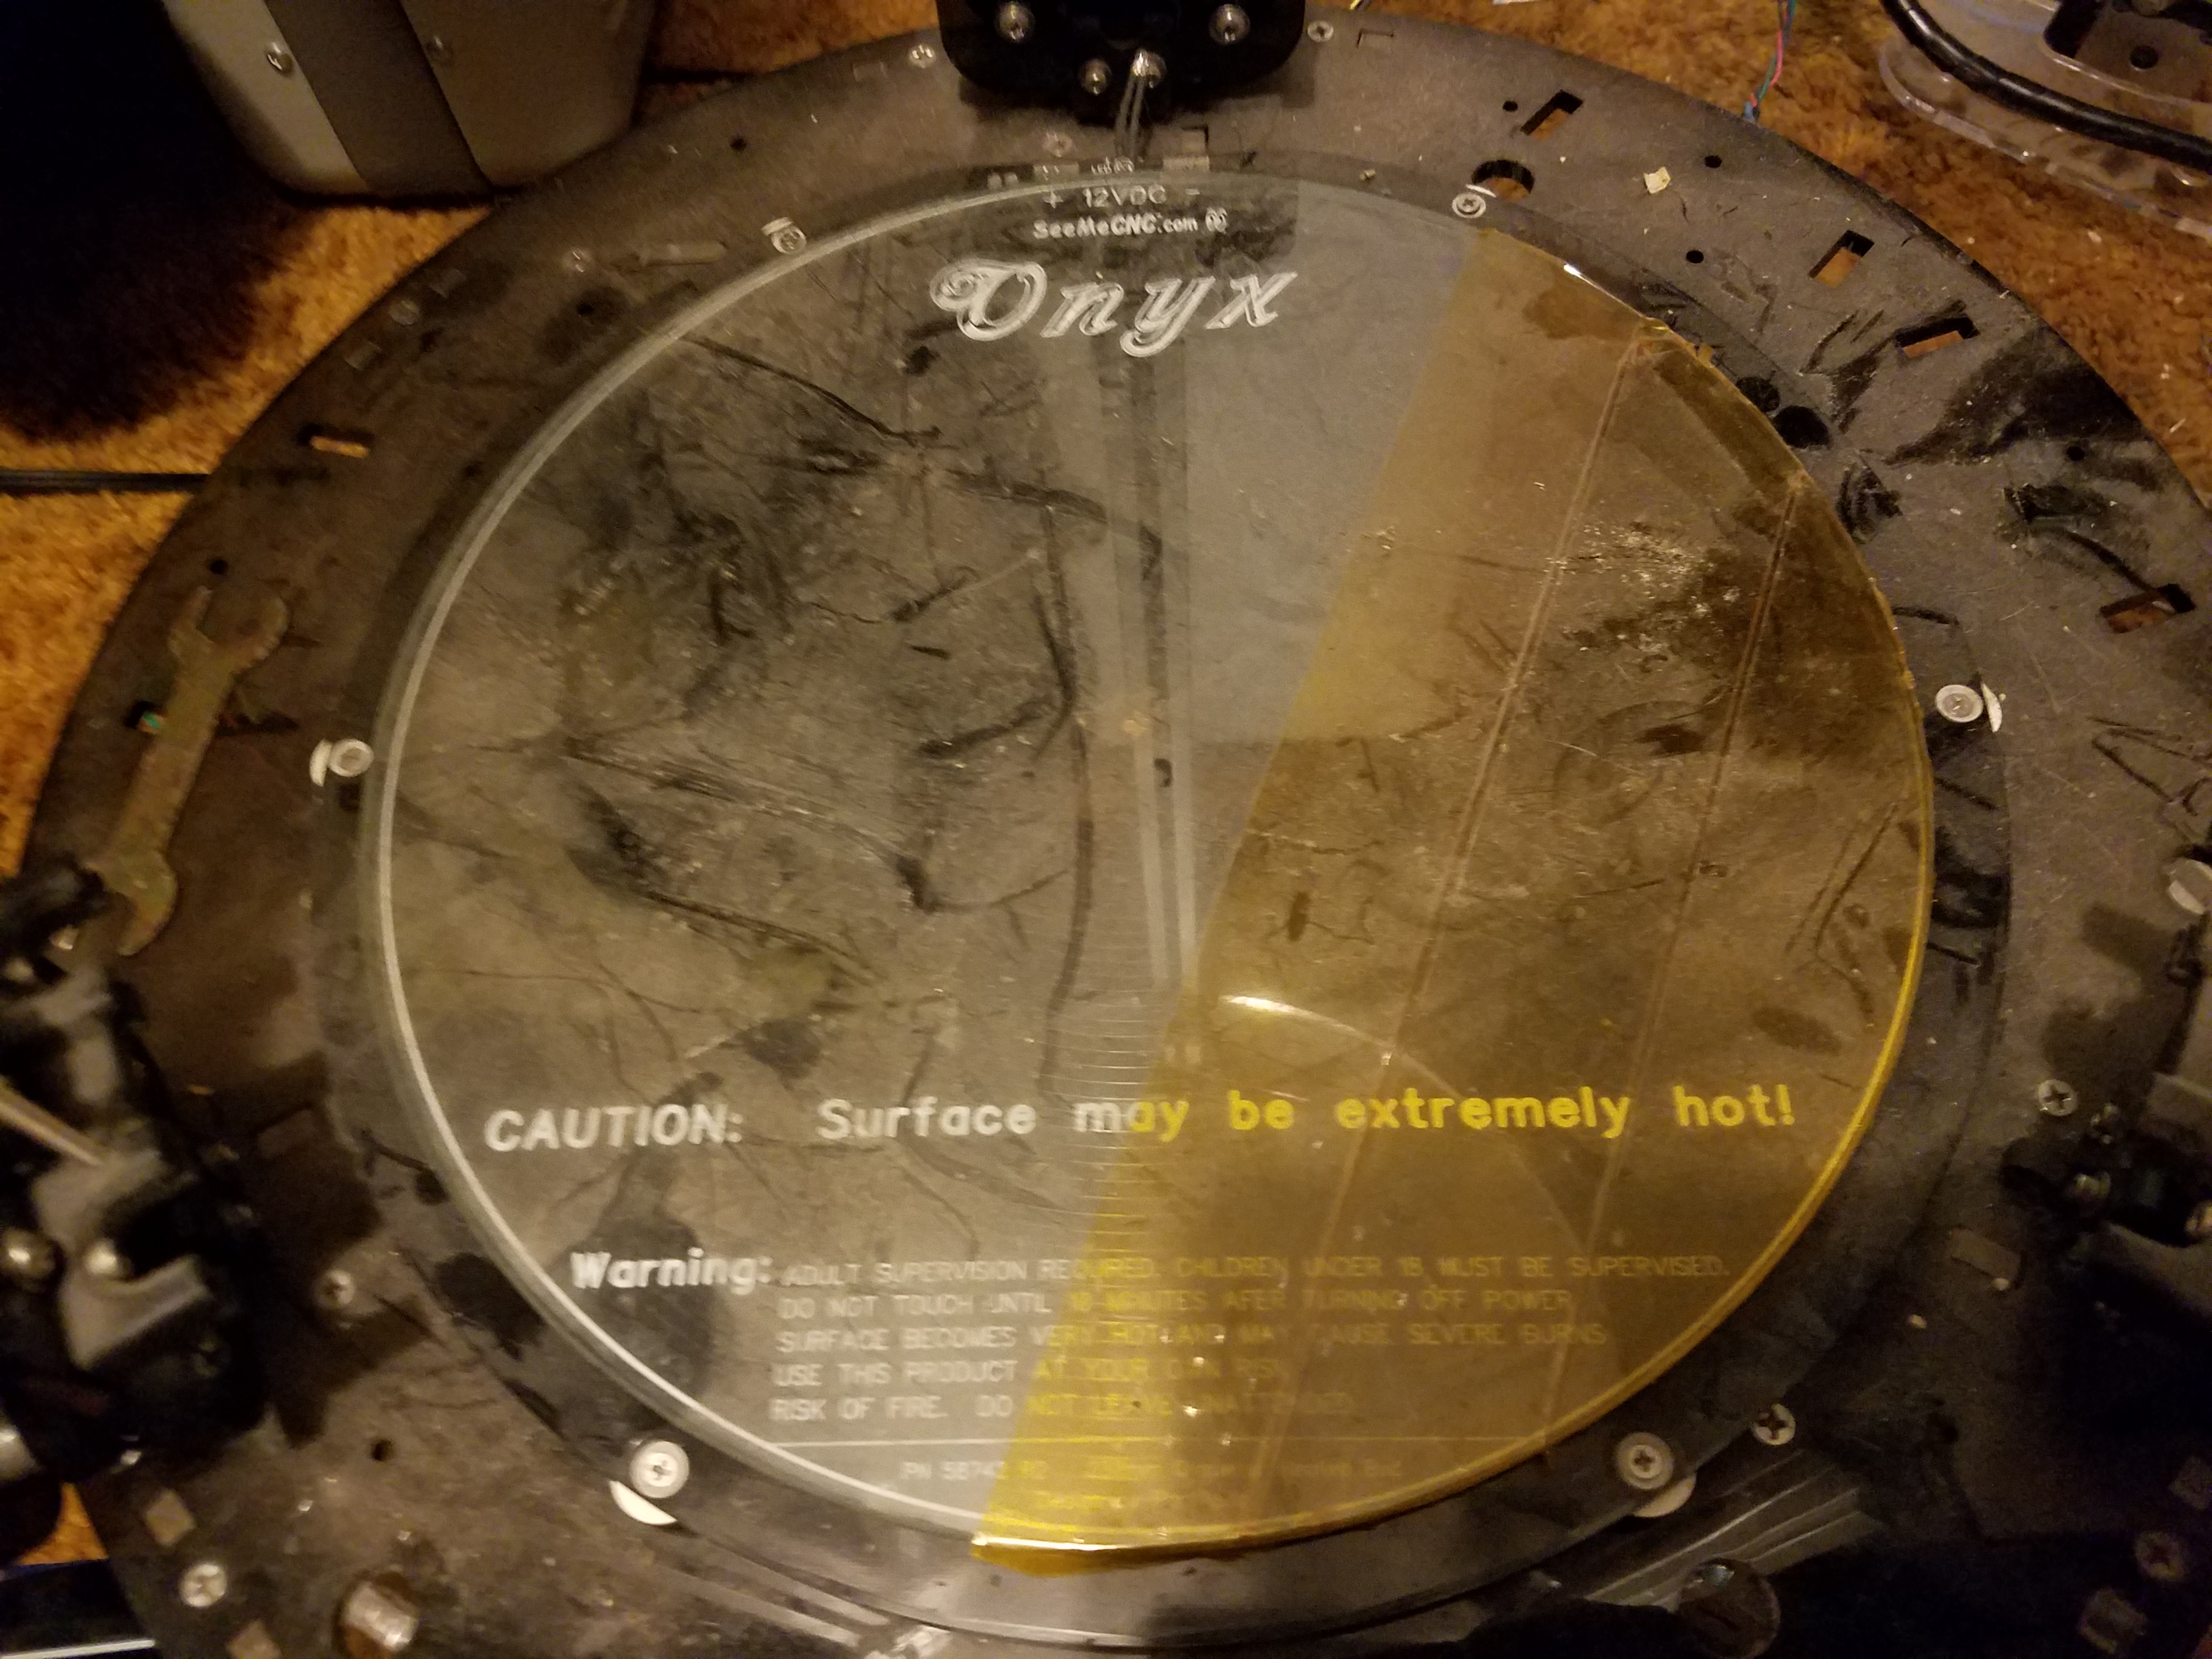 + 12VDC -
SeeMeCNC.com
Onyx
CAUTION: Surface may be extremely hot!
Warning: ADULT SUPERVISION REQUIRED. CHILDREN UNDER 18 MUST BE SUPERVISED.
DO NOT TOUCH UNTIL 10 MINUTES AFER TURNING OFF POWER
SURFACE BECOMES VERY HOT AND MAY CAUSE SEVERE BURNS
USE THIS PRODUCT AT YOUR OWN RISK
RISK OF FIRE. DO NOT LEAVE UNATTENDED
PN